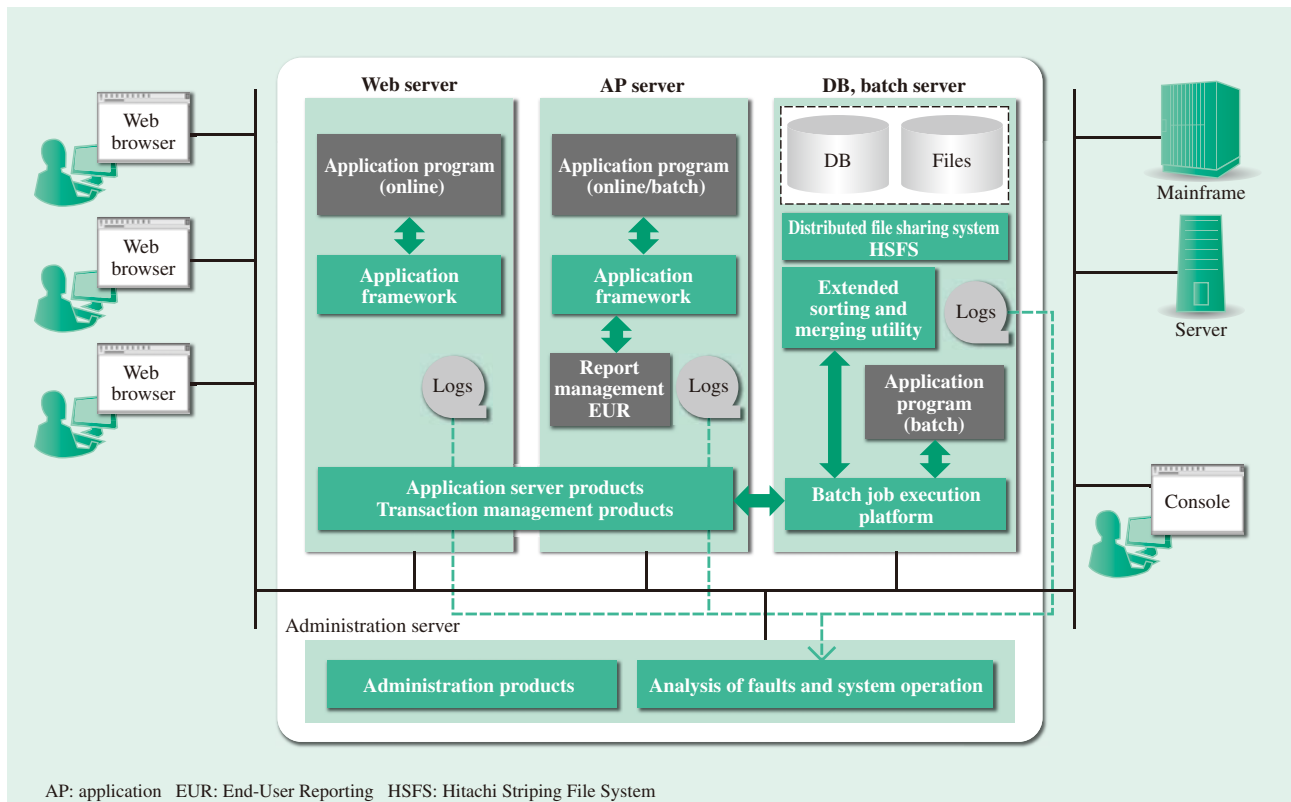 Web server
AP server
DB, batch server
Web
browser
Web
browser
Web
browser
Application program
(online)
Application
framework
Logs
Application program
(online/batch)
Application
framework
Report
management
EUR
Logs
DB
Files
Distributed file sharing system
HSFS
Extended
sorting and
merging utility
Logs
Application
program
(batch)
Application server products
Transaction management products
Batch job execution
platform
Mainframe
Server
Console
Administration server
Administration products
Analysis of faults and system operation
AP: application EUR: End-User Reporting HSFS: Hitachi Striping File System